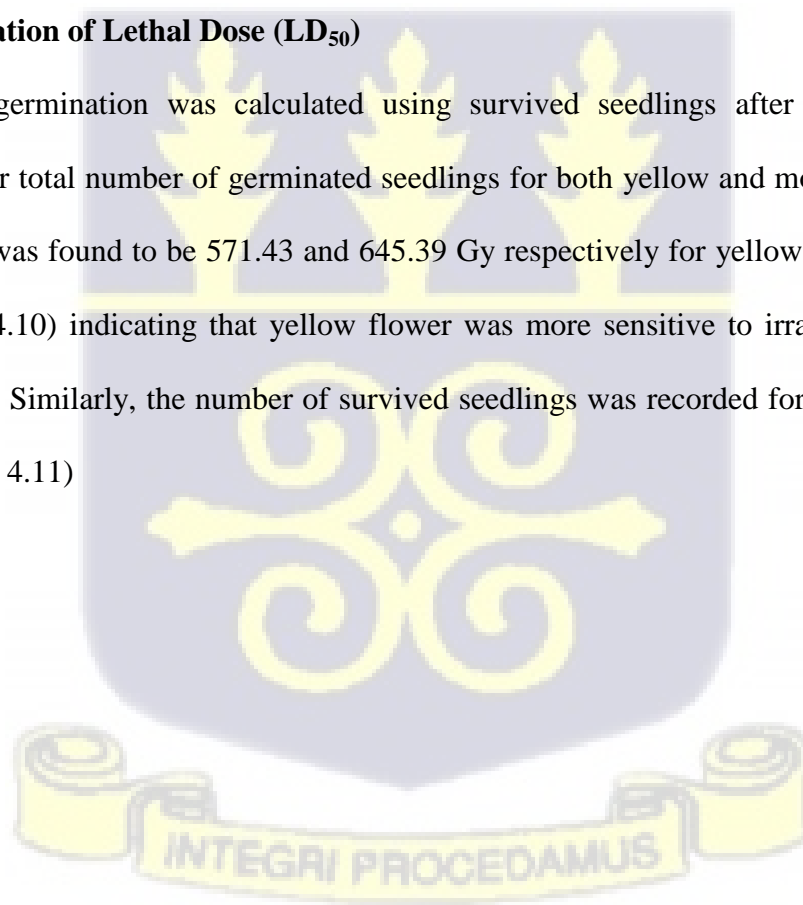 ation of Lethal Dose (LD50)
germination was calculated using survived seedlings after
r total number of germinated seedlings for both yellow and mo
was found to be 571.43 and 645.39 Gy respectively for yellow
4.10) indicating that yellow flower was more sensitive to irra
Similarly, the number of survived seedlings was recorded for
4.11)
INTEGRI PROCEDAMUS